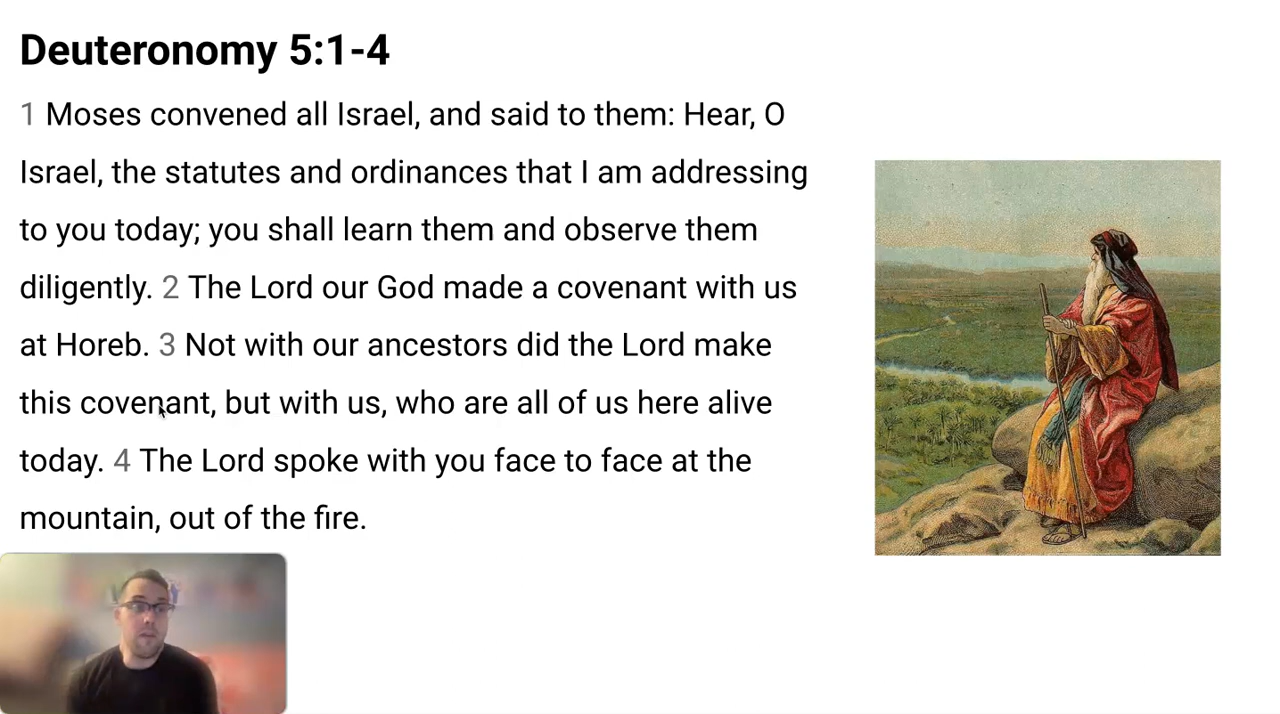 Deuteronomy 5:1-4
1 Moses convened all Israel, and said to them: Hear, O
Israel, the statutes and ordinances that I am addressing
to you today; you shall learn them and observe them
diligently. 2 The Lord our God made a covenant with us
at Horeb. 3 Not with our ancestors did the Lord make
this covenant, but with us, who are all of us here alive
today. 4 The Lord spoke with you face to face at the
mountain, out of the fire.